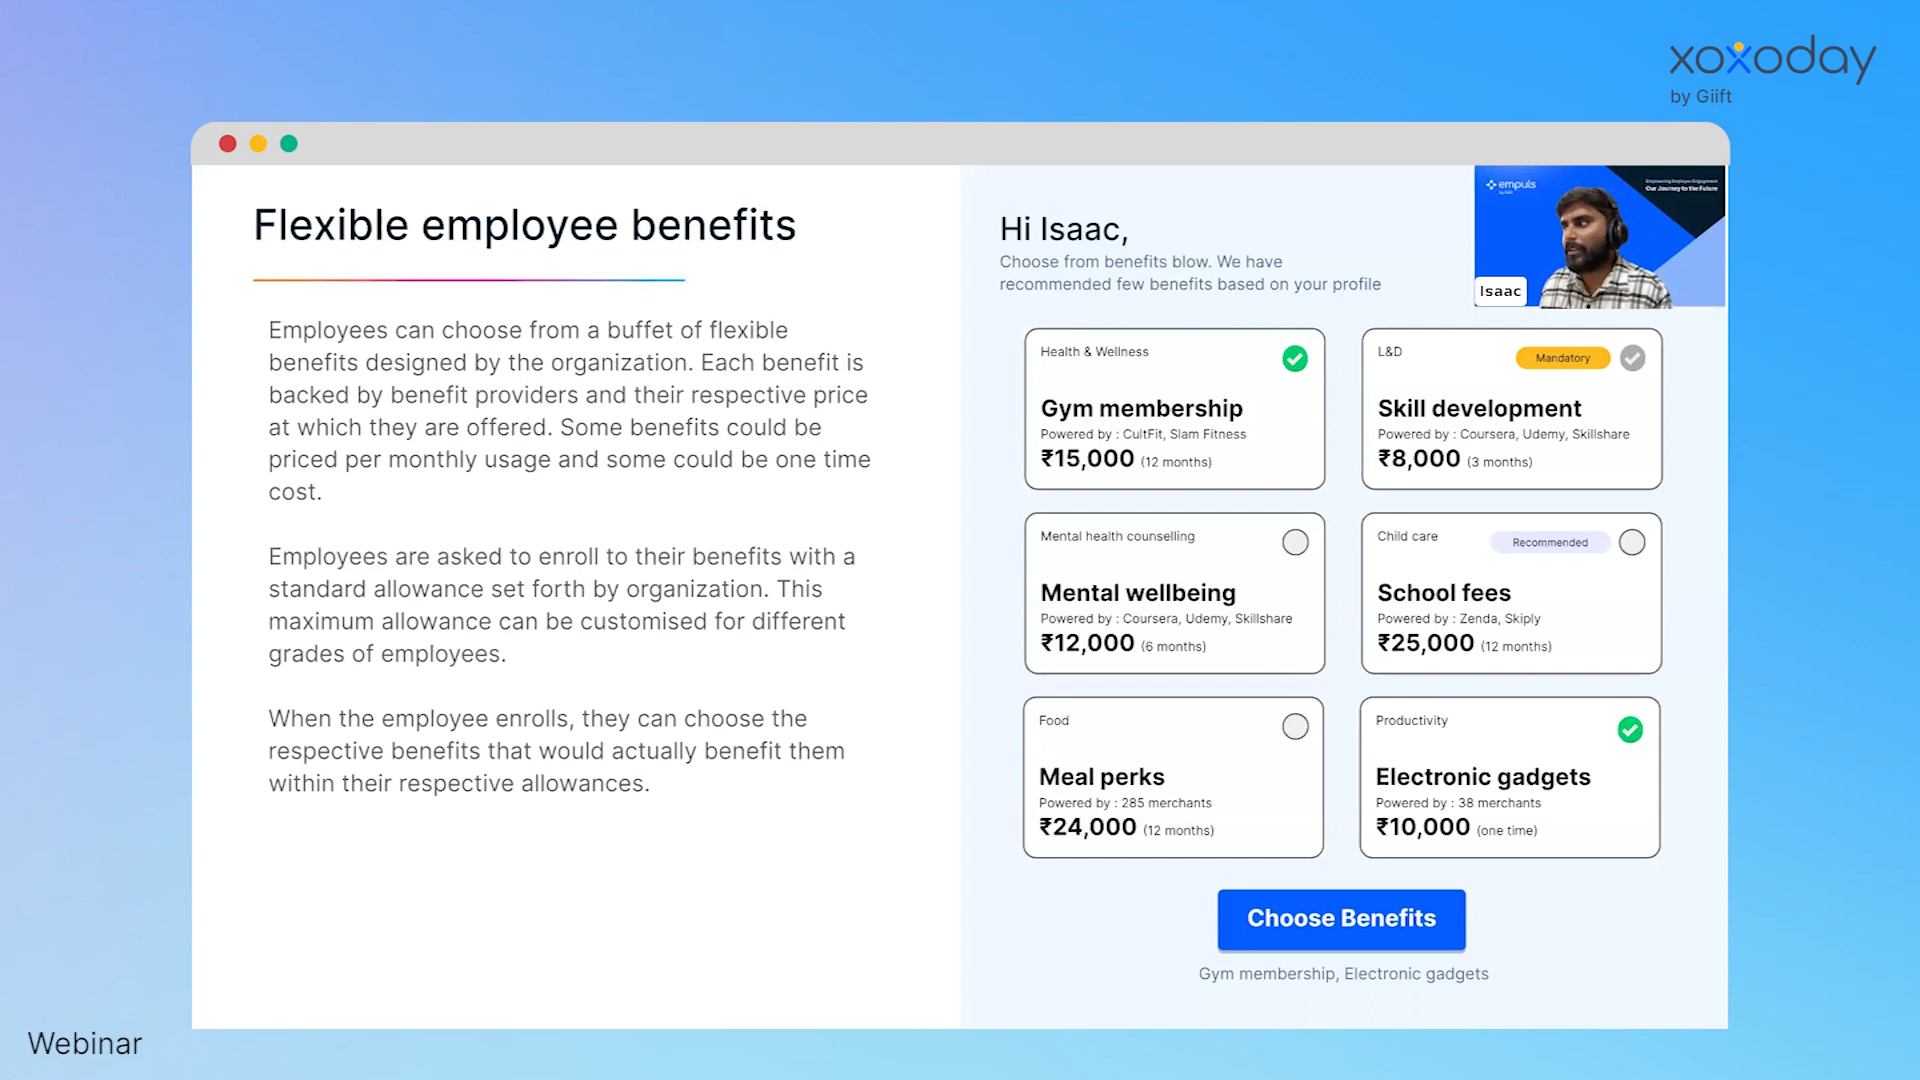 xoxoday
by Giift
Flexible employee benefits
Employees can choose from a buffet of flexible
benefits designed by the organization. Each benefit is
backed by benefit providers and their respective price
at which they are offered. Some benefits could be
priced per monthly usage and some could be one time
cost.
Employees are asked to enroll to their benefits with a
standard allowance set forth by organization. This
maximum allowance can be customised for different
grades of employees.
When the employee enrolls, they can choose the
respective benefits that would actually benefit them
within their respective allowances.
Hi Isaac,
Choose from benefits blow. We have
recommended few benefits based on your profile
empuls
Empowering Employee Engagement
Our Journey to the Future
Isaac
Health & Wellness
Gym membership
Powered by : CultFit, Slam Fitness
₹15,000 (12 months)
L&D
Mandatory
Skill development
Powered by : Coursera, Udemy, Skillshare
₹8,000 (3 months)
Mental health counselling
Mental wellbeing
Powered by : Coursera, Udemy, Skillshare
₹12,000 (6 months)
Child care
Recommended
School fees
Powered by : Zenda, Skiply
₹25,000 (12 months)
Food
Meal perks
Powered by : 285 merchants
₹24,000 (12 months)
Productivity
Electronic gadgets
Powered by : 38 merchants
₹10,000 (one time)
Choose Benefits
Gym membership, Electronic gadgets
Webinar